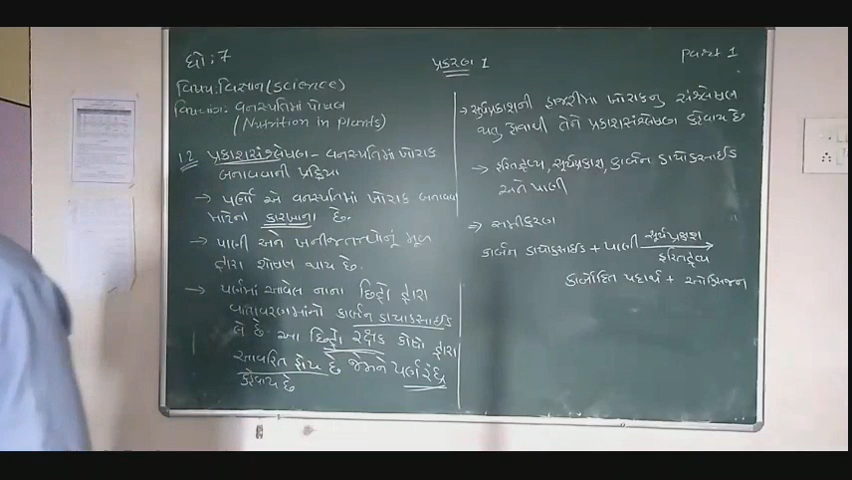 ધો : 7
પ્રકરણ 1
Part 1
વિષય: વિજ્ઞાન (science)
વિષયાંગ: વનસ્પતિમાં પોષણ
(Nutrition in plants)
1.2 પ્રકાશસંશ્લેષણ - વનસ્પતિમાં ખોરાક
બનાવવાની પ્રક્રિયા
→ પર્ણો એ વનસ્પતિમાં ખોરાક બનાવવા
માટેના કારખાના છે.
→ પાણી અને ખનીજતત્વોનું મૂળ
દ્વારા શોષણ થાય છે.
→ પર્ણમાં આવેલ નાના છિદ્રો દ્વારા
વાતાવરણમાંનો કાર્બન ડાયોકસાઈડ
લે છે. આ છિદ્રો રક્ષક કોષો દ્વારા
આવરિત હોય છે જેમને પર્ણરંધ્ર
કહેવાય છે
→ સૂર્યપ્રકાશની હાજરીમાં ખોરાકનું સંશ્લેષણ
થતું હોવાથી તેને પ્રકાશસંશ્લેષણ કહેવાય છે
→ હરિતદ્રવ્ય, સૂર્યપ્રકાશ, કાર્બન ડાયોકસાઈડ
અને પાણી
⇒ સમીકરણ
કાર્બન ડાયોકસાઈડ + પાણી સૂર્યપ્રકાશ →
હરિતદ્રવ્ય
કાર્બોદિત પદાર્થ + ઓક્સિજન